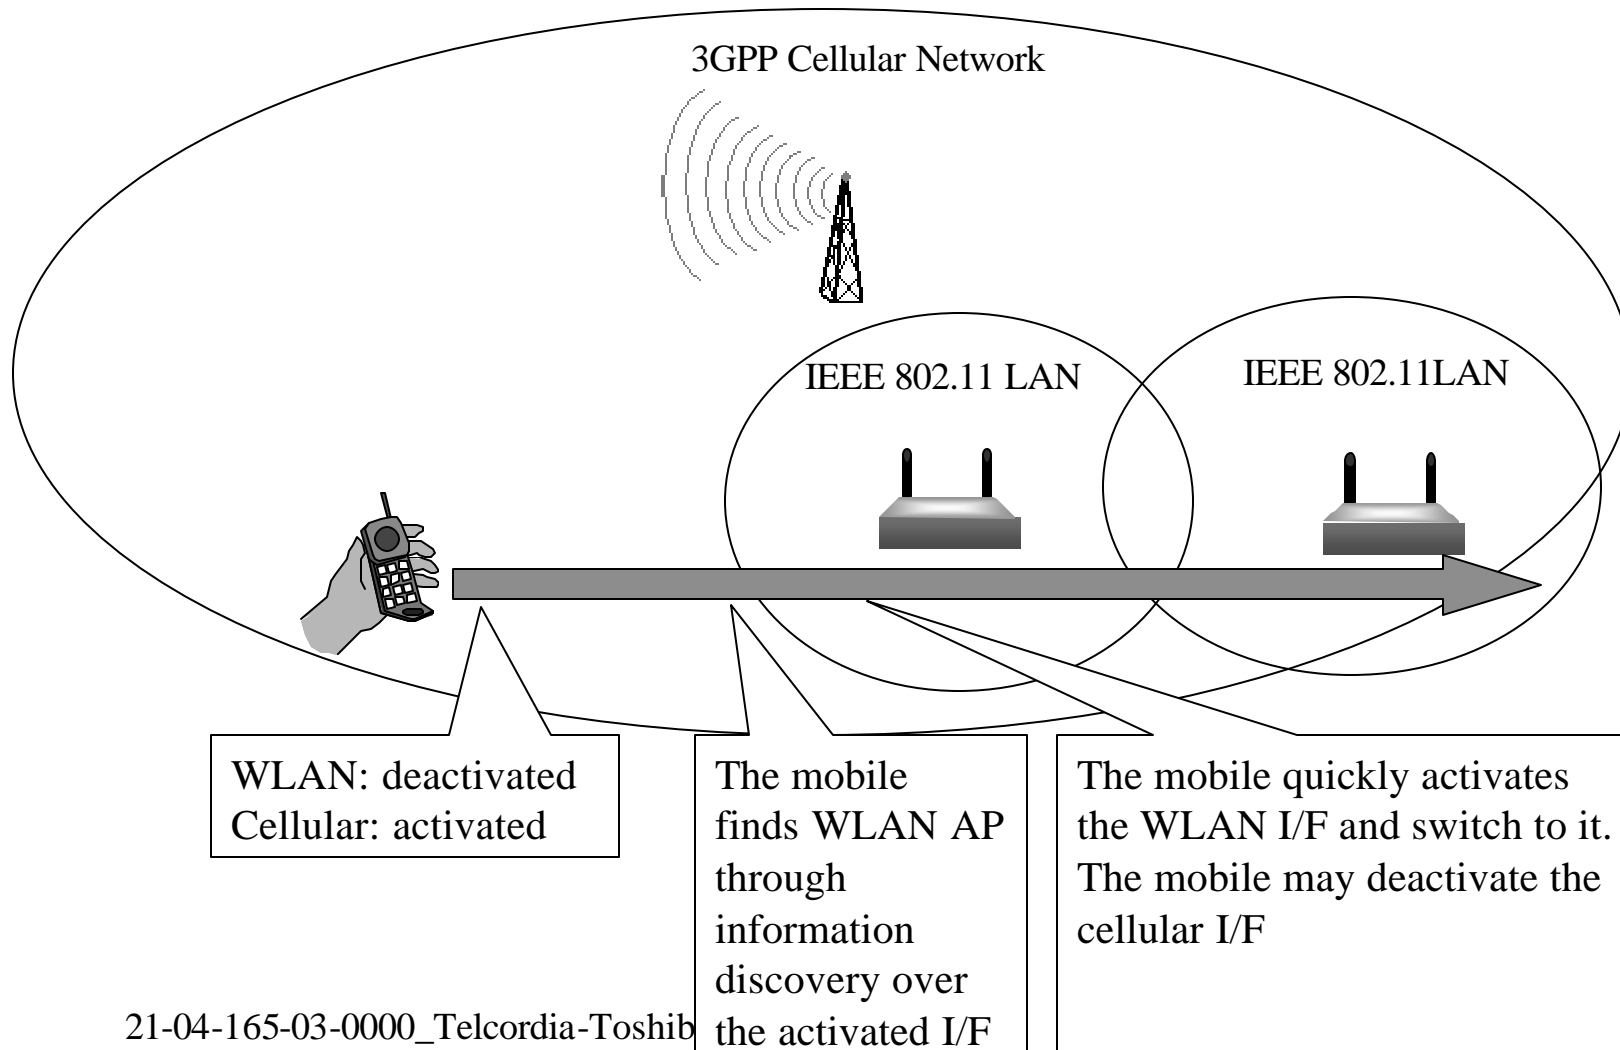 3GPP Cellular Network
IEEE 802.11 LAN
IEEE 802.11LAN
WLAN: deactivated
Cellular: activated
The mobile
finds WLAN AP
through
information
discovery over
the activated I/F
The mobile quickly activates
the WLAN I/F and switch to it.
The mobile may deactivate the
cellular I/F
21-04-165-03-0000_Telcordia-Toshib